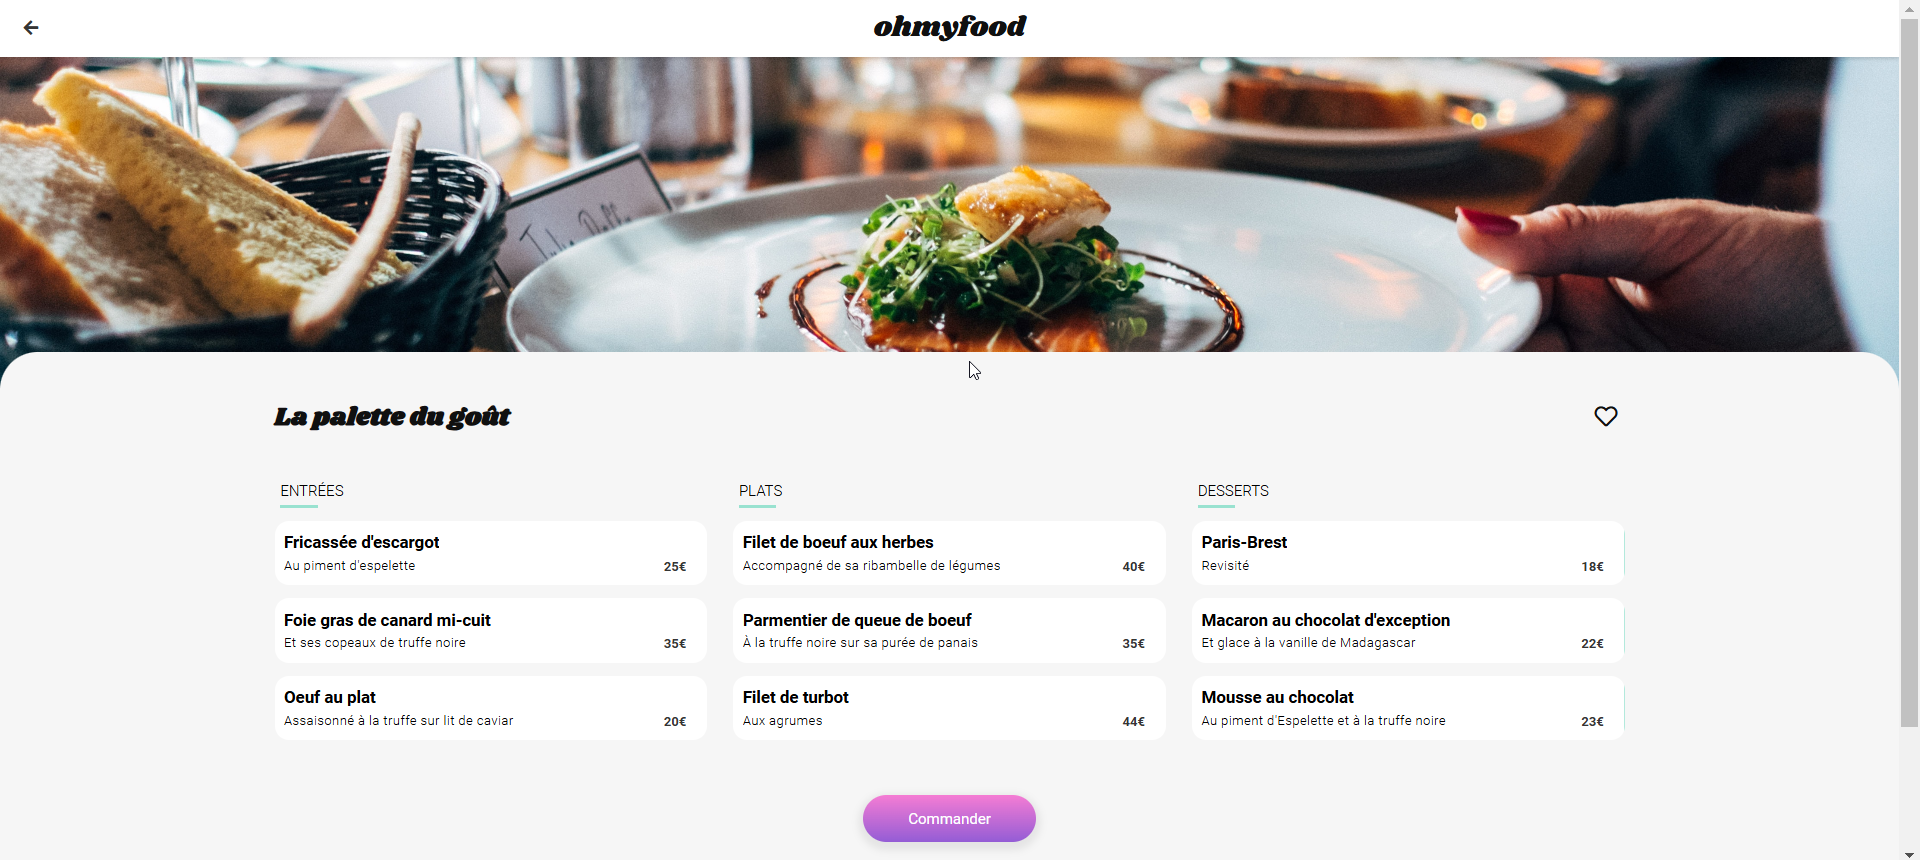 ohmyfood
La palette du goût
ENTRÉES
Fricassée d'escargot
Au piment d'espelette
25€
Foie gras de canard mi-cuit
Et ses copeaux de truffe noire
35€
Oeuf au plat
Assaisonné à la truffe sur lit de caviar
20€
PLATS
Filet de boeuf aux herbes
Accompagné de sa ribambelle de légumes
40€
Parmentier de queue de boeuf
À la truffe noire sur sa purée de panais
35€
Filet de turbot
Aux agrumes
44€
DESSERTS
Paris-Brest
Revisité
18€
Macaron au chocolat d'exception
Et glace à la vanille de Madagascar
22€
Mousse au chocolat
Au piment d'Espelette et à la truffe noire
23€
Commander